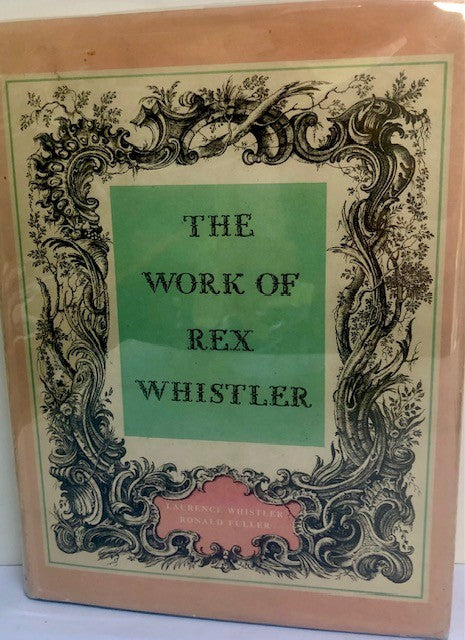 THE
WORK OF
REX
WHISTLER
LAURENCE WHISTLER
RONALD FULLER